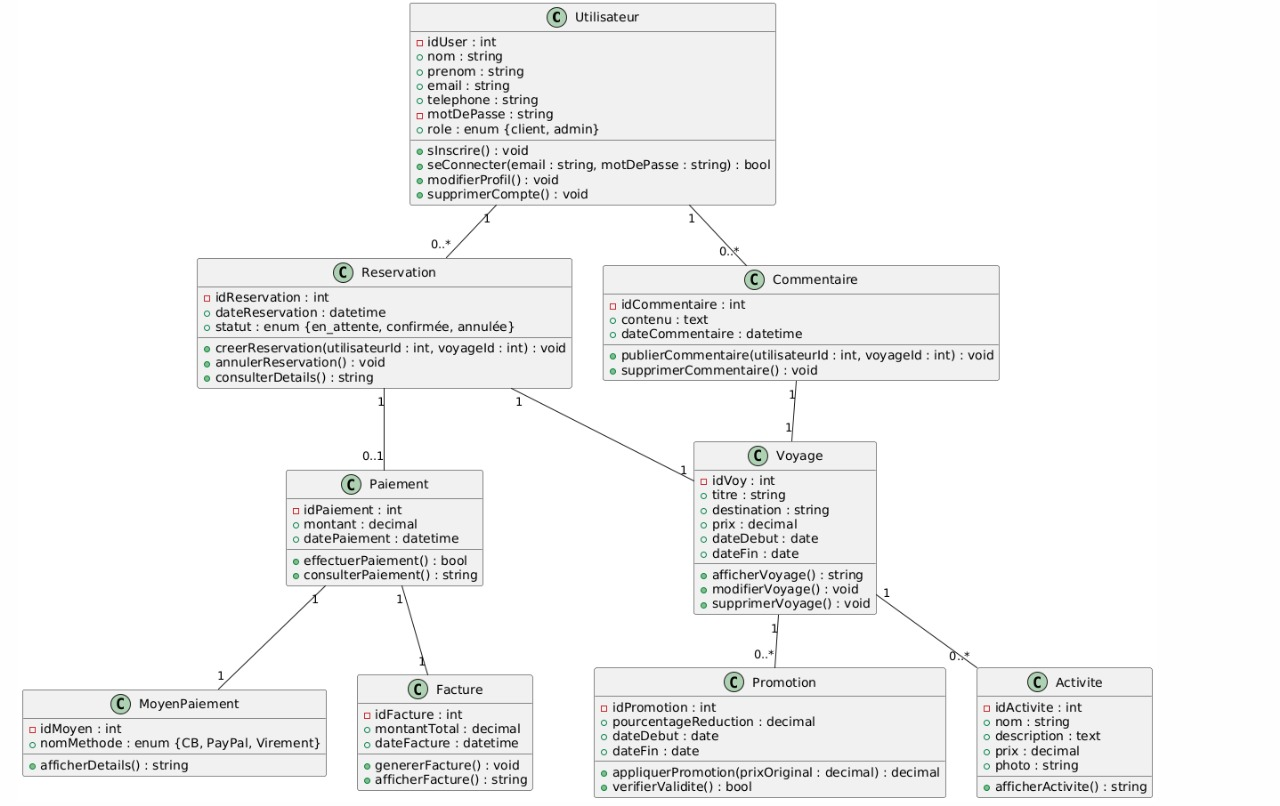 C Utilisateur
idUser : int
nom : string
prenom : string
email : string
telephone : string
motDePasse : string
role : enum {client, admin}
sInscrire() : void
seConnecter(email : string, motDePasse : string) : bool
modifierProfil() : void
supprimerCompte() : void
1
1
0..*
0..*
C Reservation
idReservation : int
dateReservation : datetime
statut : enum {en_attente, confirmée, annulée}
creerReservation(utilisateurId : int, voyageId : int) : void
annulerReservation() : void
consulterDetails() : string
C Commentaire
idCommentaire : int
contenu : text
dateCommentaire : datetime
publierCommentaire(utilisateurId : int, voyageId : int) : void
supprimerCommentaire() : void
1
1
1
0..1
1
1
C Paiement
idPaiement : int
montant : decimal
datePaiement : datetime
effectuerPaiement() : bool
consulterPaiement() : string
C Voyage
idVoy : int
titre : string
destination : string
prix : decimal
dateDebut : date
dateFin : date
afficherVoyage() : string
modifierVoyage() : void
supprimerVoyage() : void
1
1
1
1
1
1
0..*
0..*
C MoyenPaiement
idMoyen : int
nomMethode : enum {CB, PayPal, Virement}
afficherDetails() : string
C Facture
idFacture : int
montantTotal : decimal
dateFacture : datetime
genererFacture() : void
afficherFacture() : string
C Promotion
idPromotion : int
pourcentageReduction : decimal
dateDebut : date
dateFin : date
appliquerPromotion(prixOriginal : decimal) : decimal
verifierValidite() : bool
C Activite
idActivite : int
nom : string
description : text
prix : decimal
photo : string
afficherActivite() : string